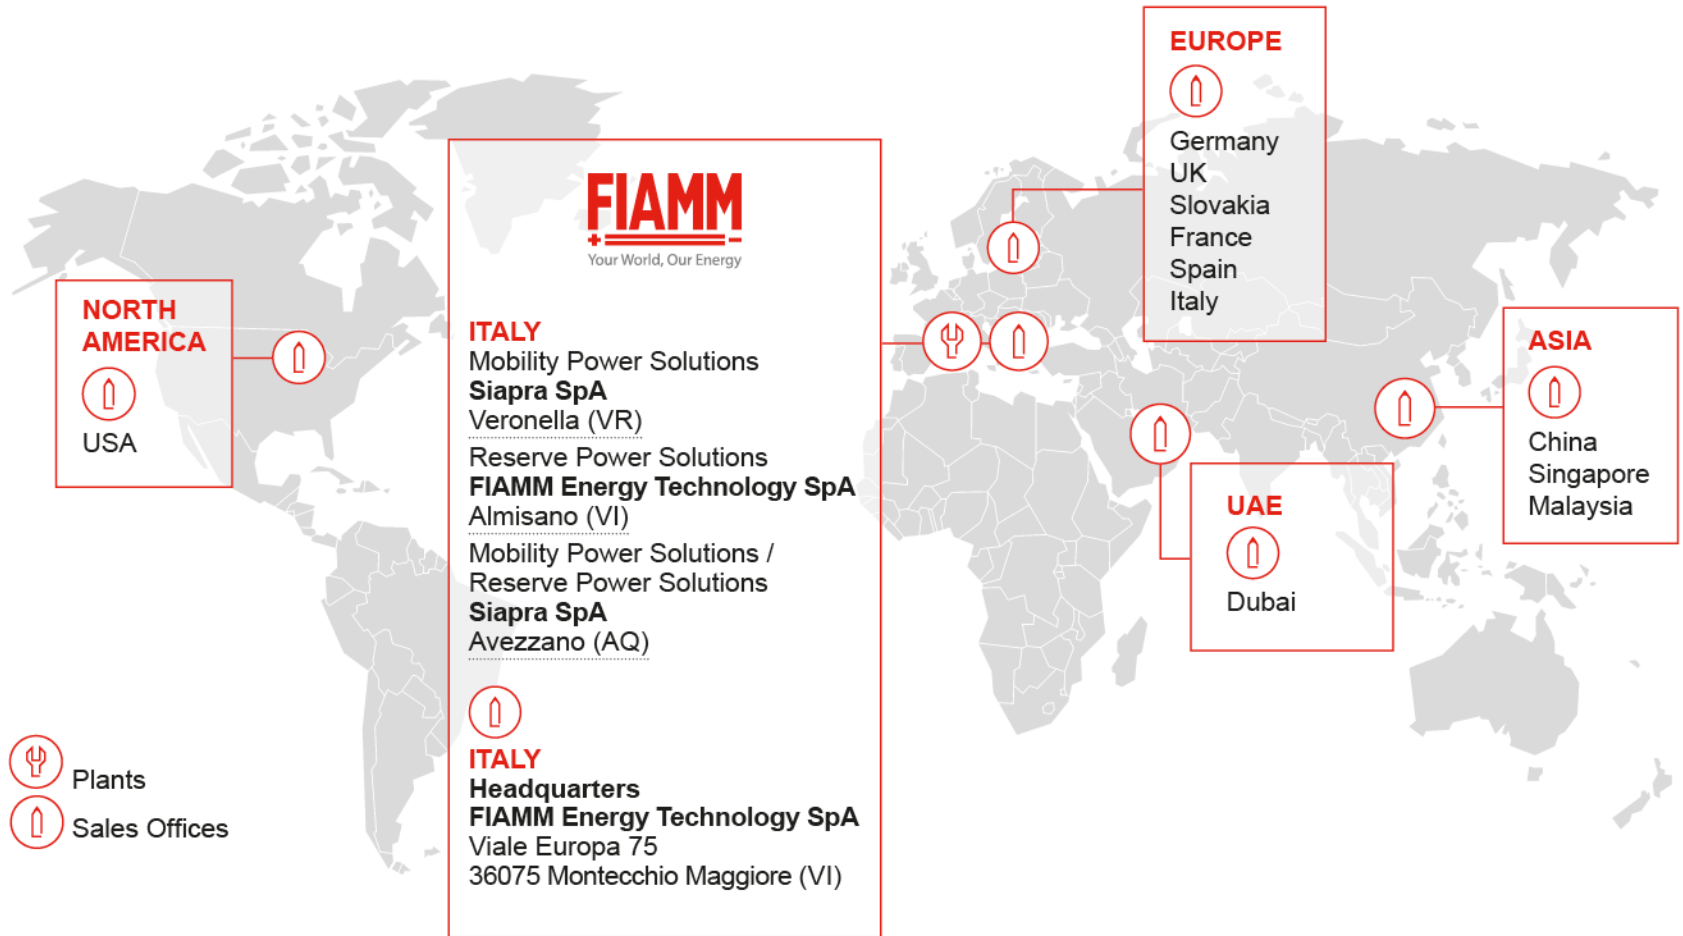 EUROPE
Germany
UK
Slovakia
France
Spain
Italy
FIAMM
Your World, Our Energy
NORTH
AMERICA
USA
ITALY
Mobility Power Solutions
Siapra SpA
Veronella (VR)
Reserve Power Solutions
FIAMM Energy Technology SpA
Almisano (VI)
Mobility Power Solutions /
Reserve Power Solutions
Siapra SpA
Avezzano (AQ)
ITALY
Headquarters
FIAMM Energy Technology SpA
Viale Europa 75
36075 Montecchio Maggiore (VI)
ASIA
China
Singapore
Malaysia
UAE
Dubai
Plants
Sales Offices